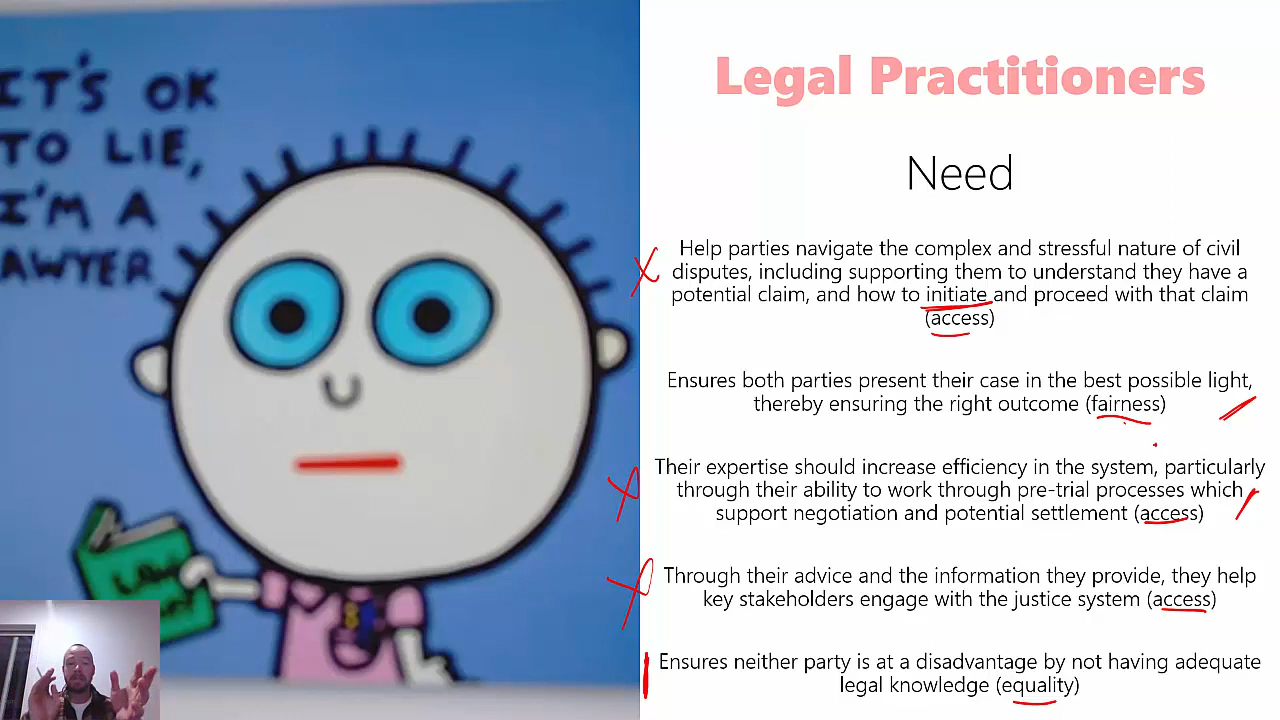 IT'S OK
TO LIE,
I'M A
LAWYER
LAW
Legal Practitioners
Need
Help parties navigate the complex and stressful nature of civil
disputes, including supporting them to understand they have a
potential claim, and how to initiate and proceed with that claim
(access)
Ensures both parties present their case in the best possible light,
thereby ensuring the right outcome (fairness)
Their expertise should increase efficiency in the system, particularly
through their ability to work through pre-trial processes which
support negotiation and potential settlement (access)
Through their advice and the information they provide, they help
key stakeholders engage with the justice system (access)
Ensures neither party is at a disadvantage by not having adequate
legal knowledge (equality)